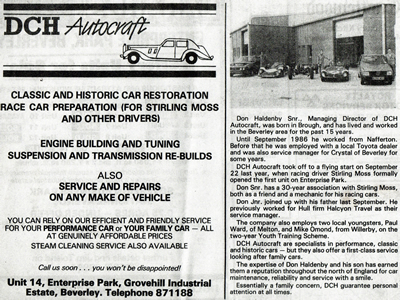 DCH Autocraft
CLASSIC AND HISTORIC CAR RESTORATION
RACE CAR PREPARATION (FOR STIRLING MOSS
AND OTHER DRIVERS)
ENGINE BUILDING AND TUNING
SUSPENSION AND TRANSMISSION RE-BUILDS
ALSO
SERVICE AND REPAIRS
ON ANY MAKE OF VEHICLE
YOU CAN RELY ON OUR EFFICIENT AND FRIENDLY SERVICE
FOR YOUR PERFORMANCE CAR or YOUR FAMILY CAR — ALL
AT GENUINELY AFFORDABLE PRICES
STEAM CLEANING SERVICE ALSO AVAILABLE
Call on us soon . . . you won't be disappointed!
Unit 14, Enterprise Park, Grovehill Industrial
Estate, Beverley. Telephone 871188
Don Haldenby Snr., Managing Director of DCH
Autocraft, was born in Brough, and has lived and worked
in the Beverley area for the past 15 years.
Until September 1986 he worked from Nafferton.
Before that he was employed with a local Toyota dealer
and was also service manager for Crystal of Beverley for
some years.
DCH Autocraft took off to a flying start on September
22 last year, when racing driver Stirling Moss formally
opened the first unit on Enterprise Park.
Don Snr. has a 30-year association with Stirling Moss,
both as a friend and a mechanic for his racing cars.
Don Jnr. joined up with his father last September. He
previously worked for Hull firm Halcyon Travel as their
service manager.
The company also employs two local youngsters, Paul
Ward, of Melton, and Mike Omond, from Willerby, on the
two-year Youth Training Scheme.
DCH Autocraft are specialists in performance, classic
and historic cars — but they also offer a first-class service
looking after family cars.
The expertise of Don Haldenby and his son has earned
them a reputation throughout the north of England for car
maintenance, reliability and service with a smile.
Essentially a family concern, DCH guarantee personal
attention at all times.